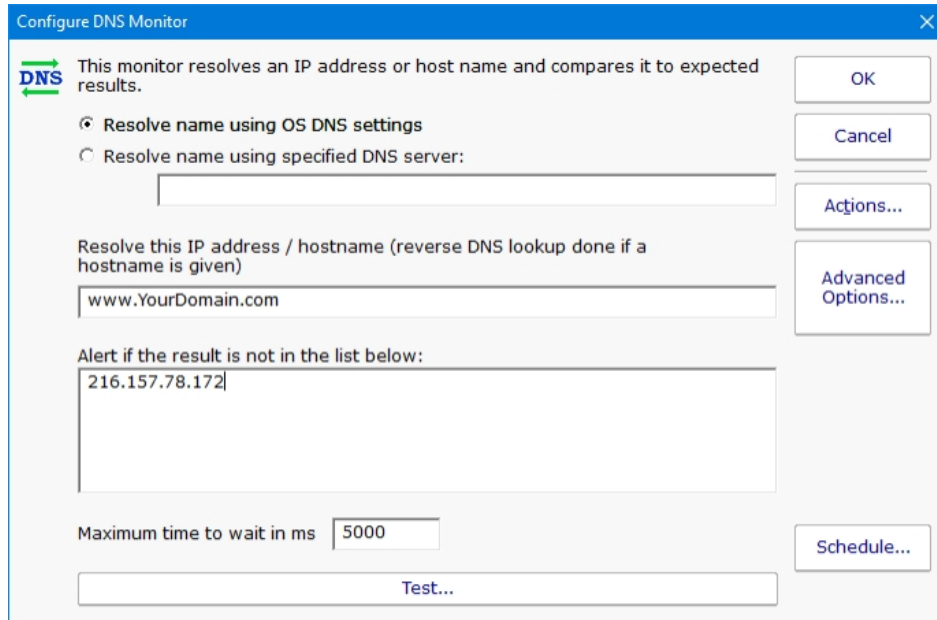 Configure DNS Monitor
DNS
This monitor resolves an IP address or host name and compares it to expected
results.
Resolve name using OS DNS settings
Resolve name using specified DNS server:
Resolve this IP address / hostname (reverse DNS lookup done if a
hostname is given)
www.YourDomain.com
Alert if the result is not in the list below:
216.157.78.172
Maximum time to wait in ms 5000
Test...
OK
Cancel
Actions...
Advanced
Options...
Schedule...